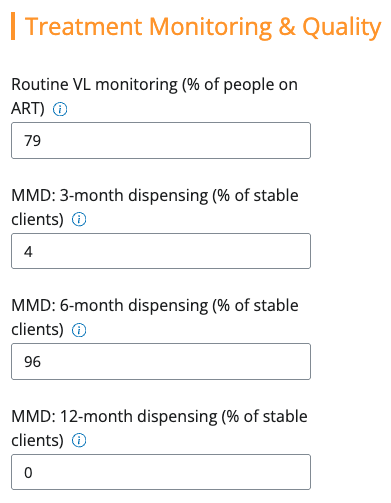 Treatment Monitoring & Quality
Routine VL monitoring (% of people on
ART)
79
MMD: 3-month dispensing (% of stable
clients)
4
MMD: 6-month dispensing (% of stable
clients)
96
MMD: 12-month dispensing (% of stable
clients)
0